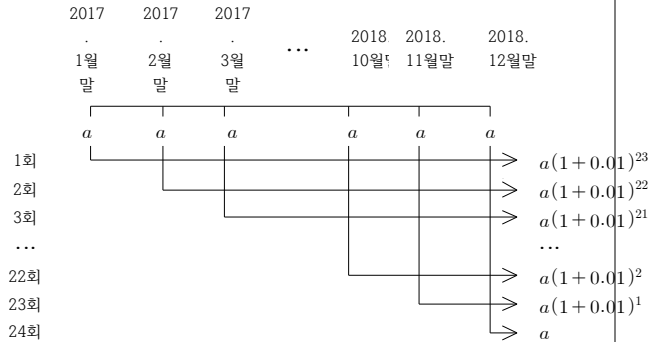 2017 2017 2017
. . . ⋯ 2018. 2018. 2018.
1월 2월 3월 10월말 11월말 12월말
말 말 말
a a a a a a
1회 a(1+0.01)^23
2회 a(1+0.01)^22
3회 a(1+0.01)^21
⋯ ⋯
22회 a(1+0.01)^2
23회 a(1+0.01)^1
24회 a